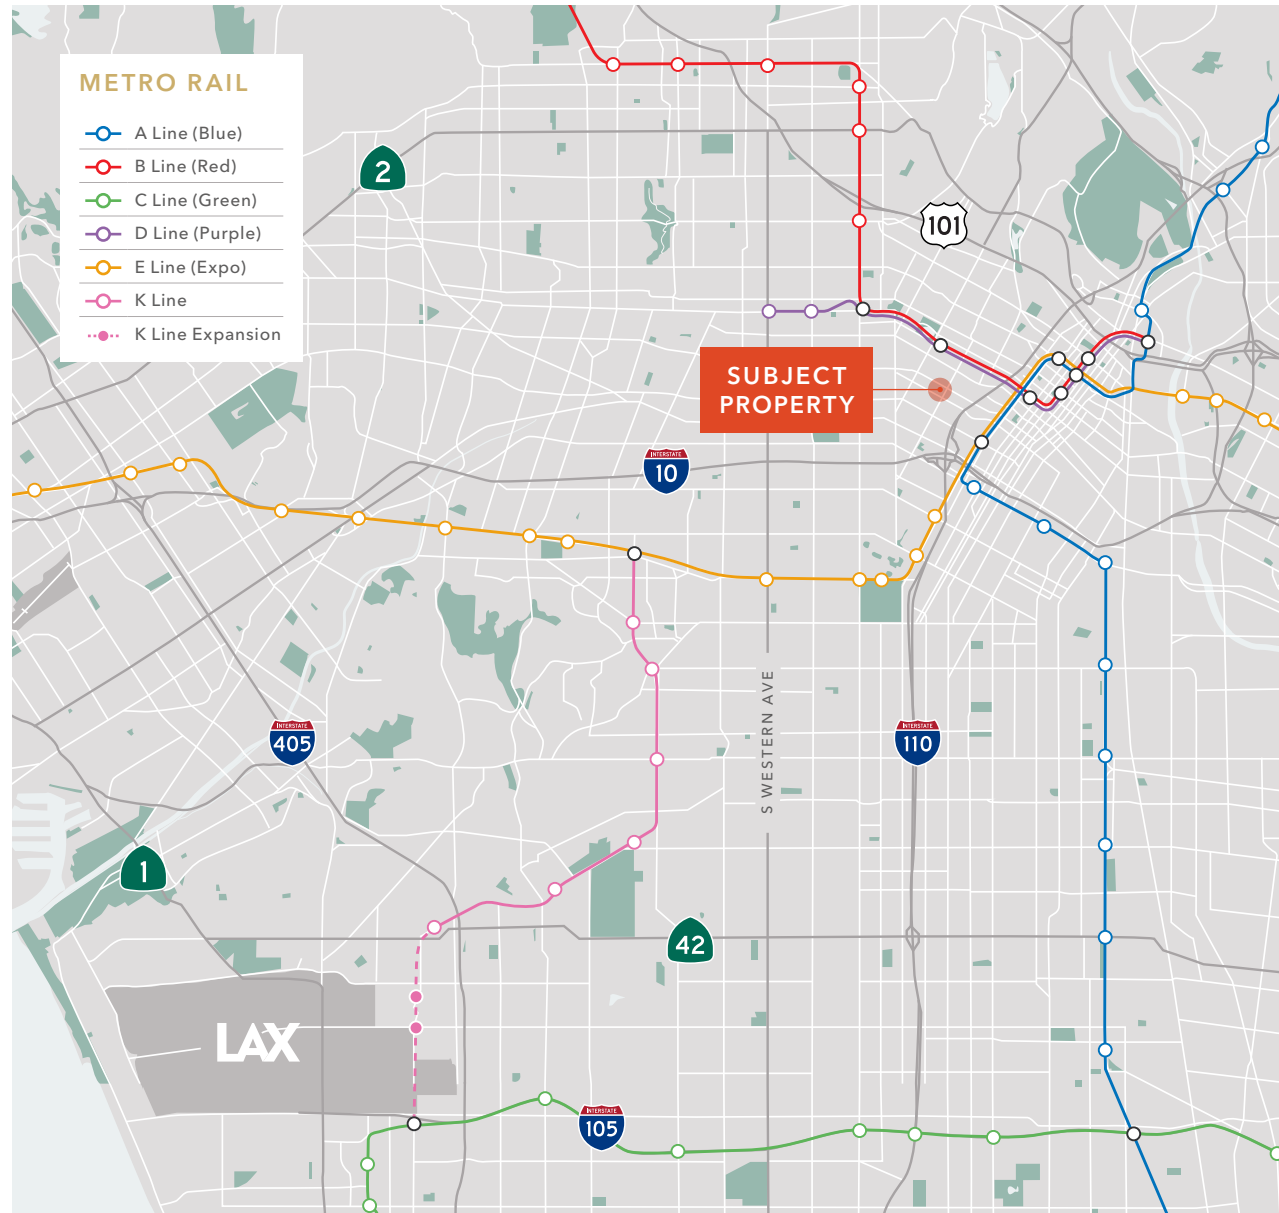 METRO RAIL
A Line (Blue)
B Line (Red)
C Line (Green)
D Line (Purple)
E Line (Expo)
K Line
K Line Expansion
2
101
SUBJECT
PROPERTY
INTERSTATE
10
S WESTERN AVE
INTERSTATE
405
INTERSTATE
110
1
42
LAX
INTERSTATE
105